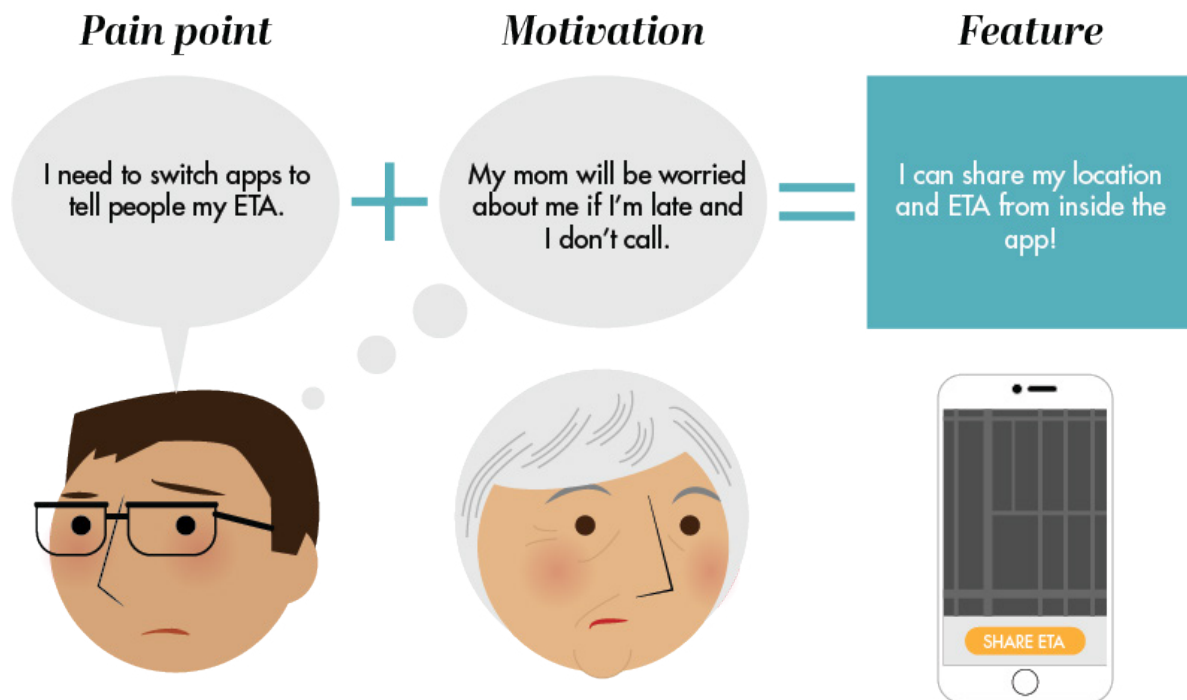 Pain point
Motivation
Feature
I need to switch apps to
tell people my ETA.
My mom will be worried
about me if I'm late and
I don't call.
I can share my location
and ETA from inside the
app!
SHARE ETA